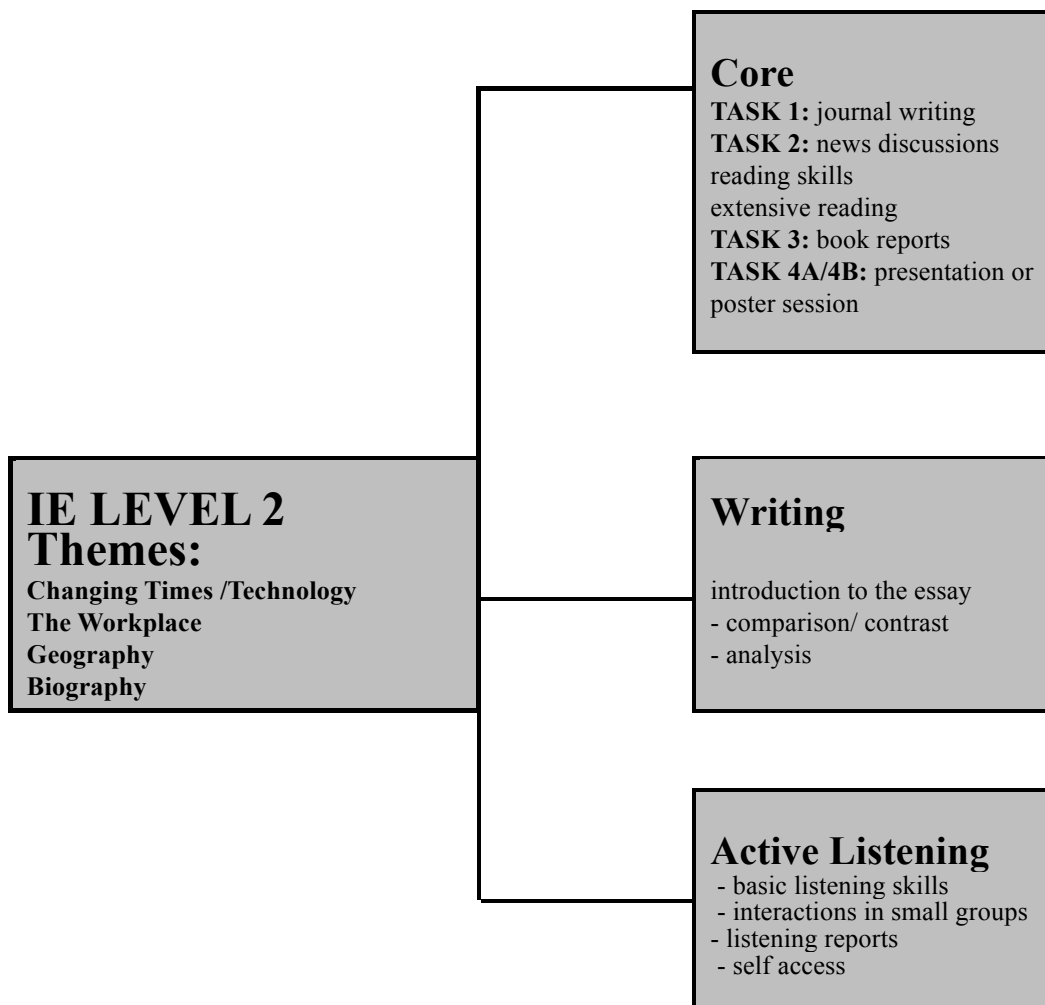 Core
TASK 1: journal writing
TASK 2: news discussions
reading skills
extensive reading
TASK 3: book reports
TASK 4A/4B: presentation or
poster session
IE LEVEL 2
Themes:
Changing Times /Technology
The Workplace
Geography
Biography
Writing
introduction to the essay
- comparison/ contrast
- analysis
Active Listening
- basic listening skills
- interactions in small groups
- listening reports
- self access